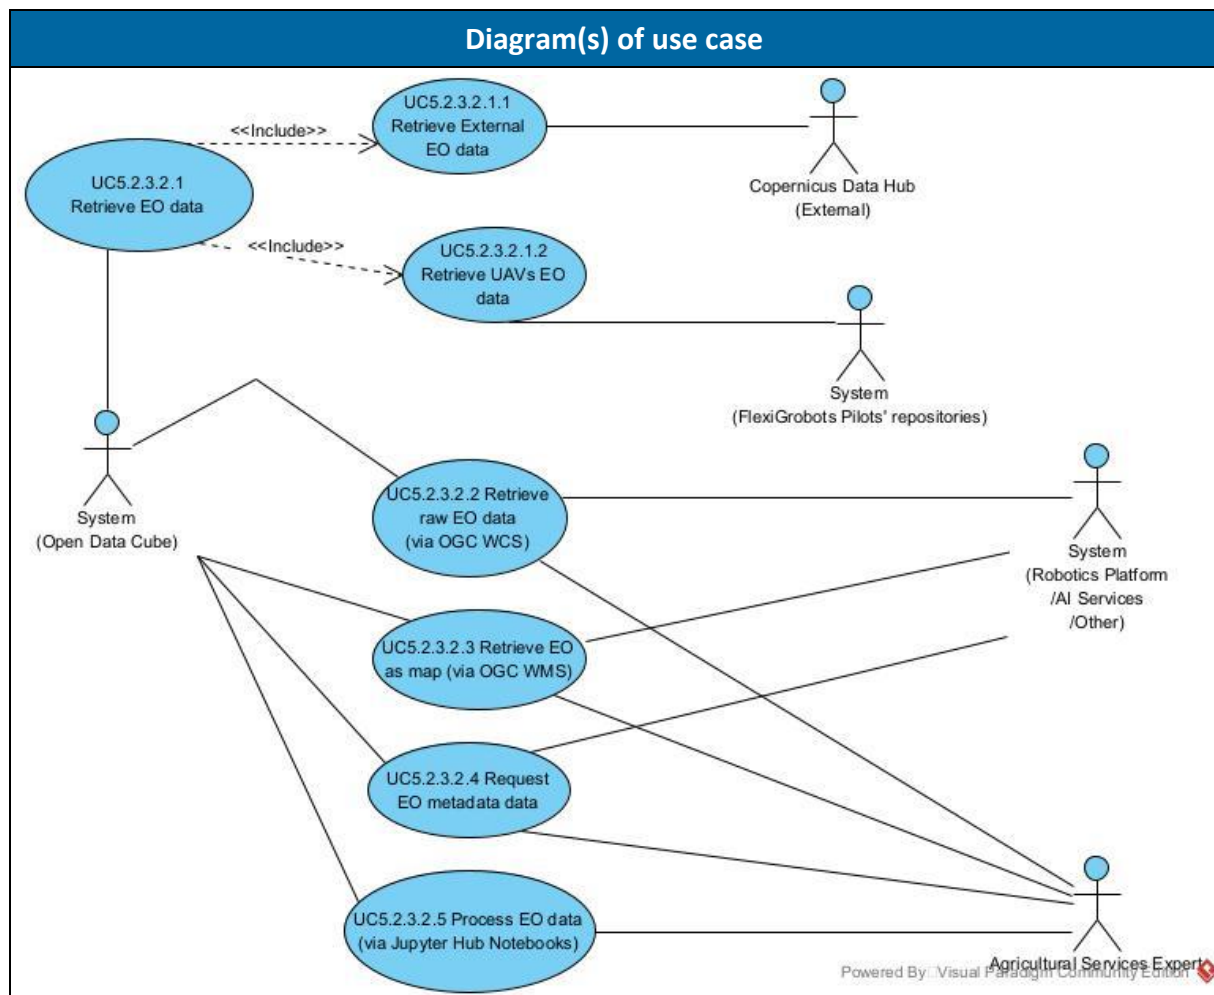 Diagram(s) of use case
UC5.2.3.2.1.1
Retrieve External
EO data
<<Include>>
UC5.2.3.2.1
Retrieve EO data
Copernicus Data Hub
(External)
<<Include>>
UC5.2.3.2.1.2
Retrieve UAVs EO
data
System
(FlexiGrobots Pilots' repositories)
System
(Open Data Cube)
UC5.2.3.2.2 Retrieve
raw EO data
(via OGC WCS)
System
(Robotics Platform
/AI Services
/Other)
UC5.2.3.2.3 Retrieve EO
as map (via OGC WMS)
UC5.2.3.2.4 Request
EO metadata data
UC5.2.3.2.5 Process EO data
(via Jupyter Hub Notebooks)
Agricultural Services Expert
Powered By Visual Paradigm Community Edition